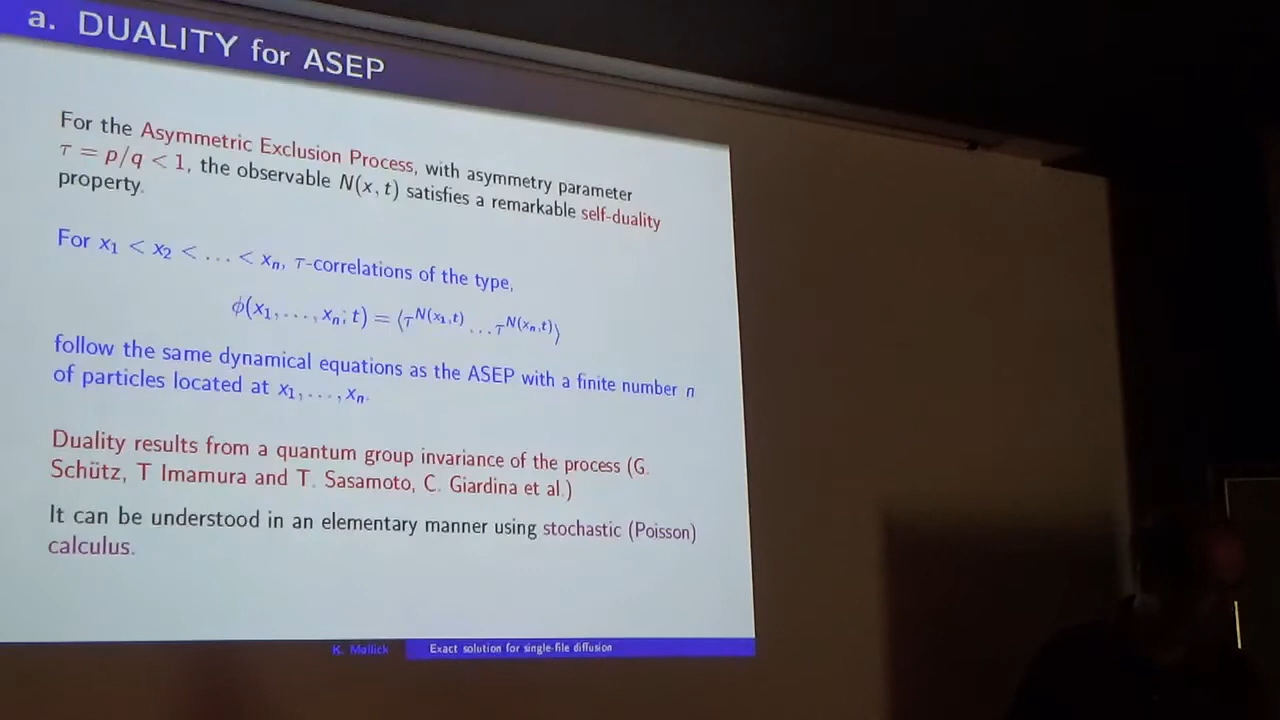 a. DUALITY for ASEP
For the Asymmetric Exclusion Process, with asymmetry parameter
τ = p/q < 1, the observable N(x, t) satisfies a remarkable self-duality
property.
For x₁ < x₂ < ... < xₙ, τ-correlations of the type,
ϕ(x₁, ..., xₙ; t) = ⟨τ^N(x₁,t) ... τ^N(xₙ,t)⟩
follow the same dynamical equations as the ASEP with a finite number n
of particles located at x₁, ..., xₙ.
Duality results from a quantum group invariance of the process (G.
Schütz, T Imamura and T. Sasamoto, C. Giardina et al.)
It can be understood in an elementary manner using stochastic (Poisson)
calculus.
K. Mallick Exact solution for single-file diffusion